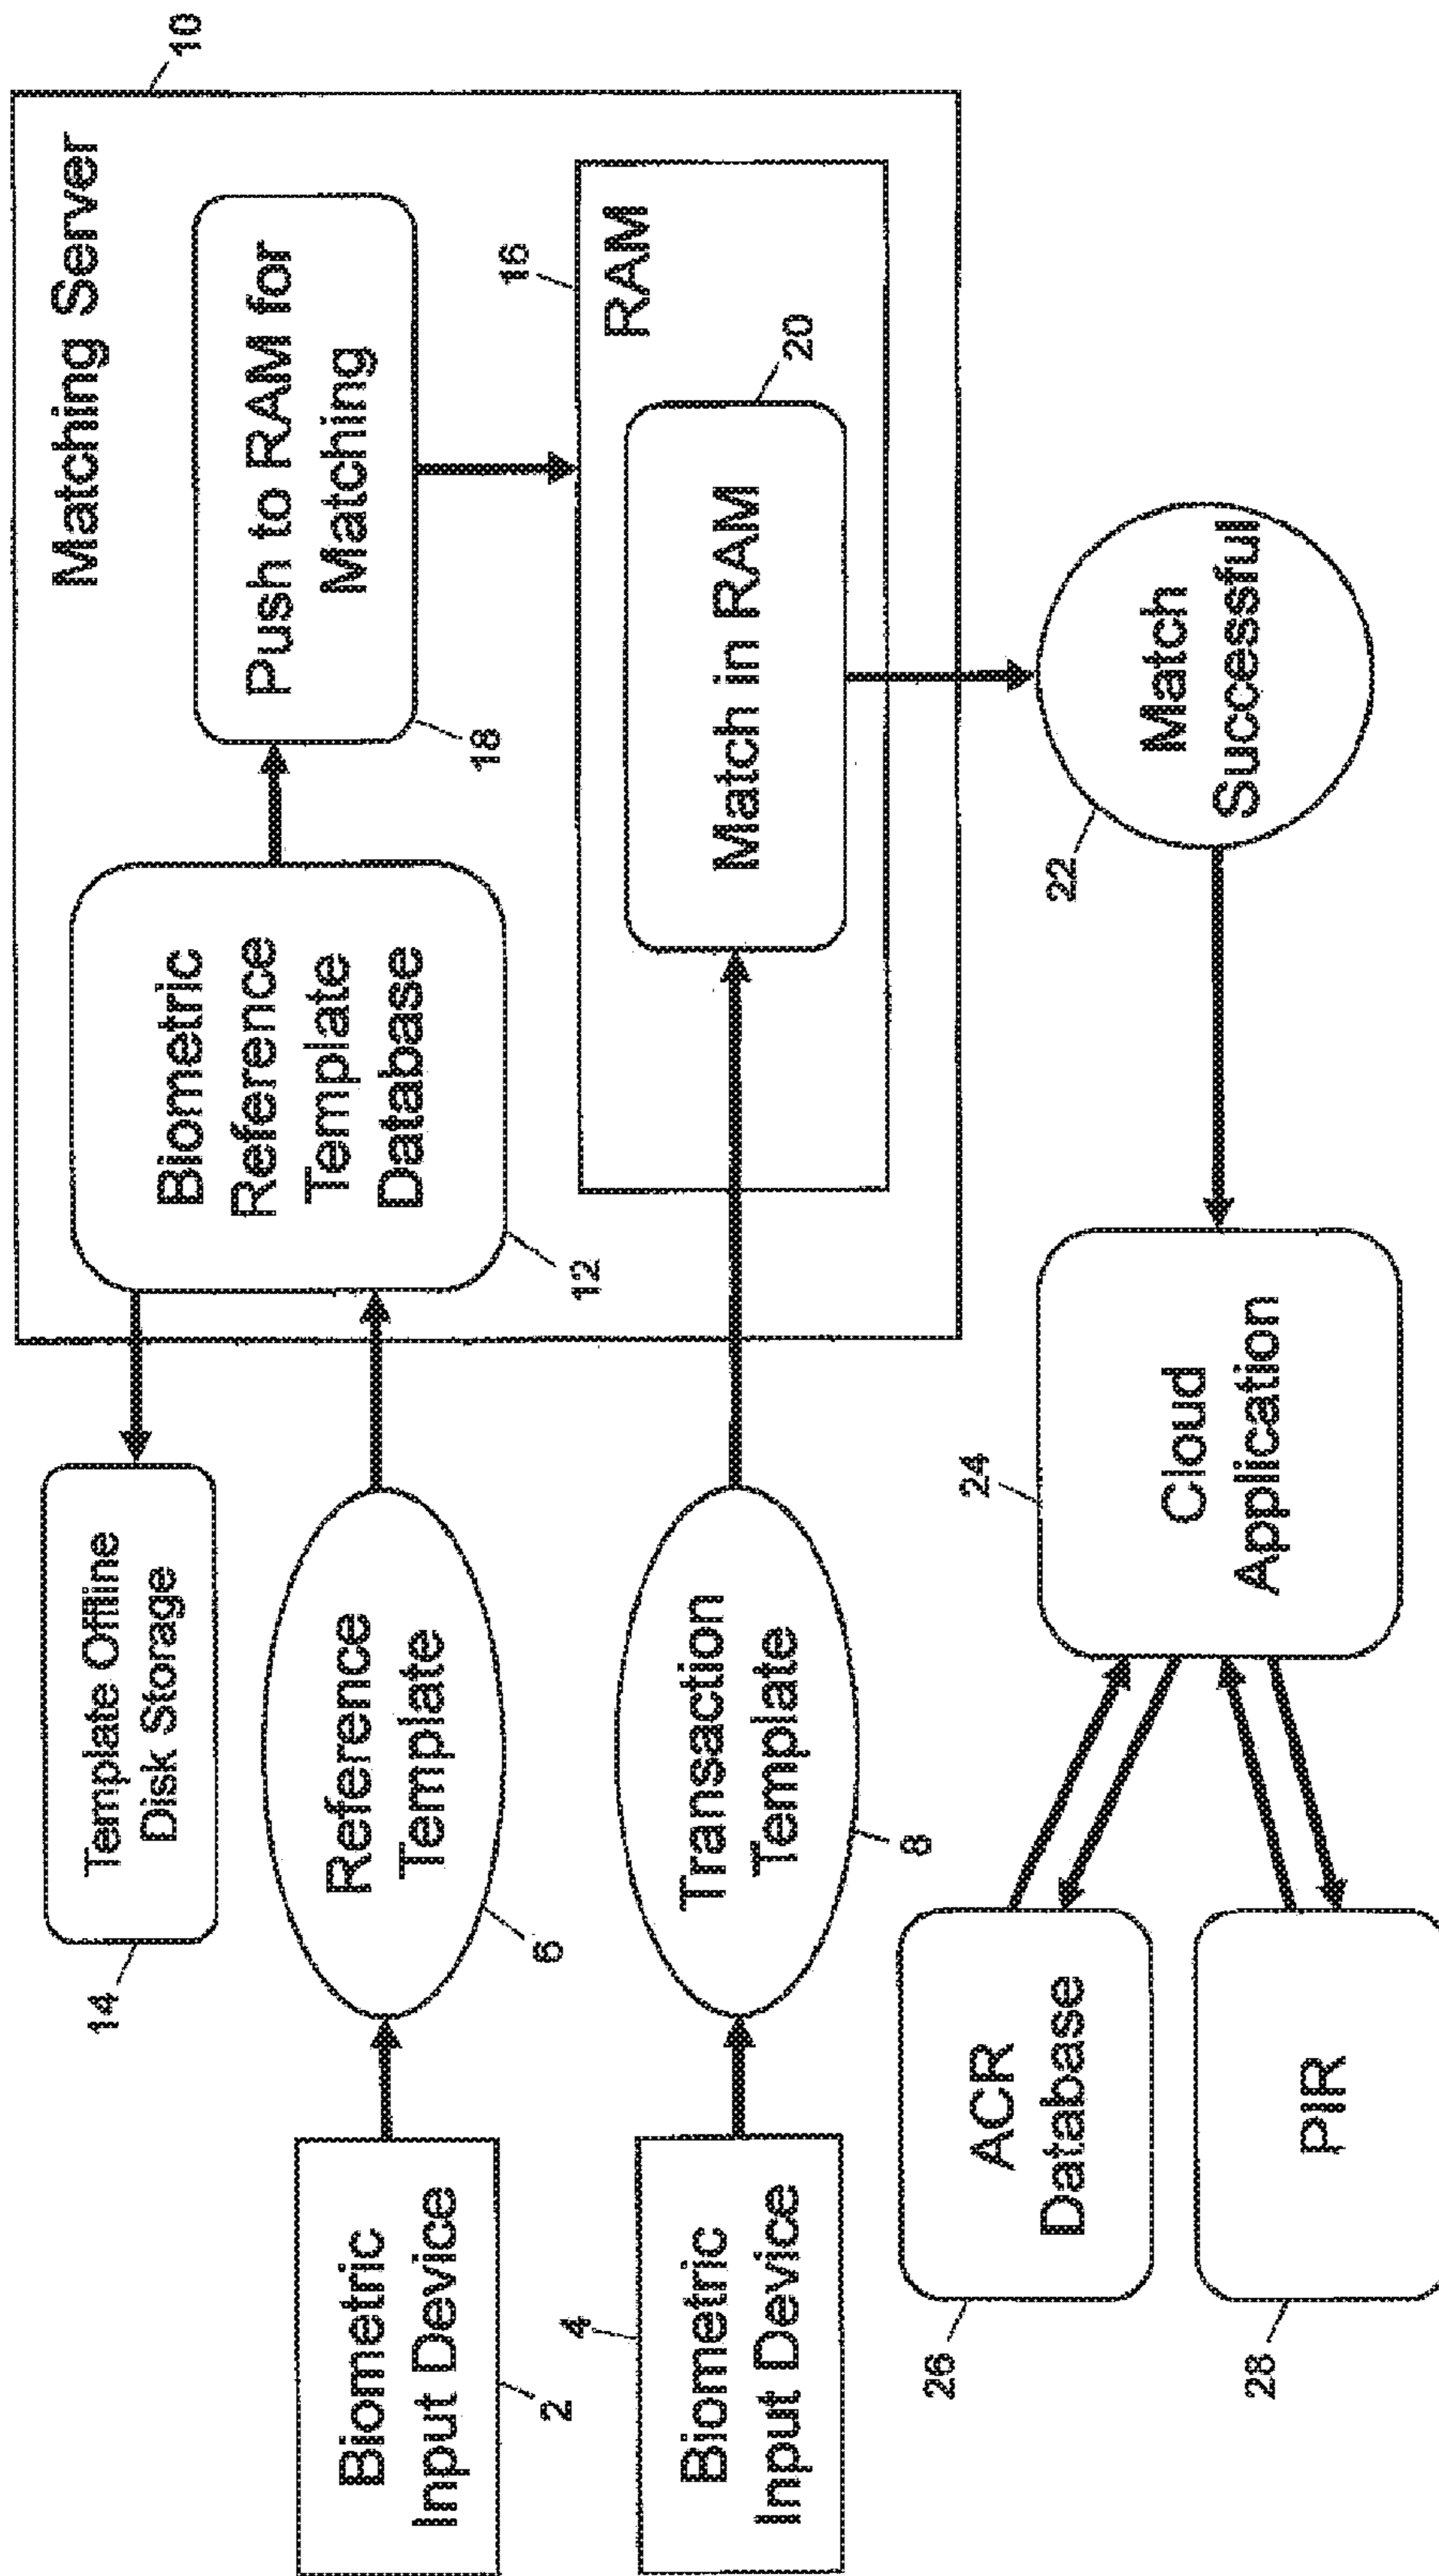 Matching Server
10
Template Offline
Disk Storage
14
Biometric
Reference
Template
Database
12
Push to RAM for
Matching
18
Biometric
Input Device
2
Reference
Template
6
16
RAM
Biometric
Input Device
4
Transaction
Template
8
Match in RAM
20
ACR
Database
26
PIR
28
Cloud
Application
24
Match
Successful
22